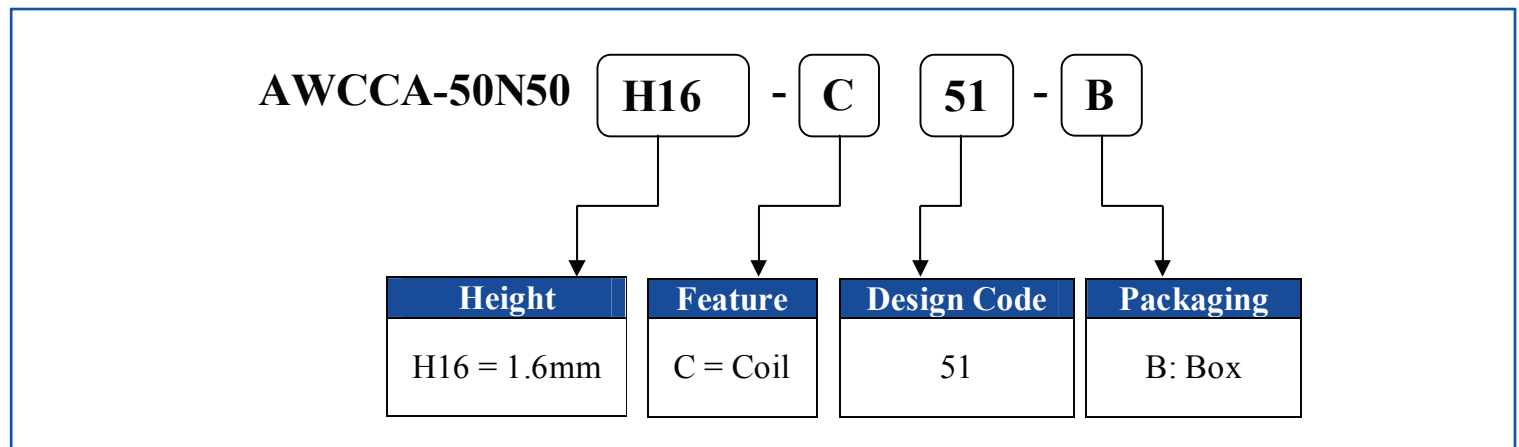 AWCCA-50N50 H16 - C 51 - B
Height Feature Design Code Packaging
H16 = 1.6mm C = Coil 51 B: Box